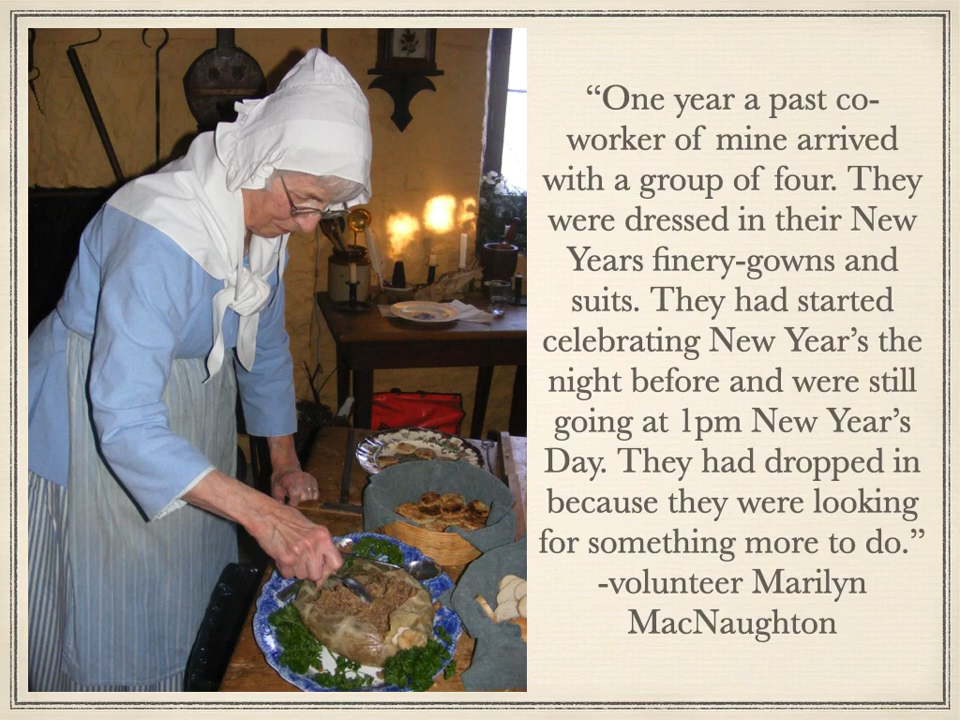 “One year a past co-
worker of mine arrived
with a group of four. They
were dressed in their New
Years finery-gowns and
suits. They had started
celebrating New Year’s the
night before and were still
going at 1pm New Year’s
Day. They had dropped in
because they were looking
for something more to do.”
-volunteer Marilyn
MacNaughton